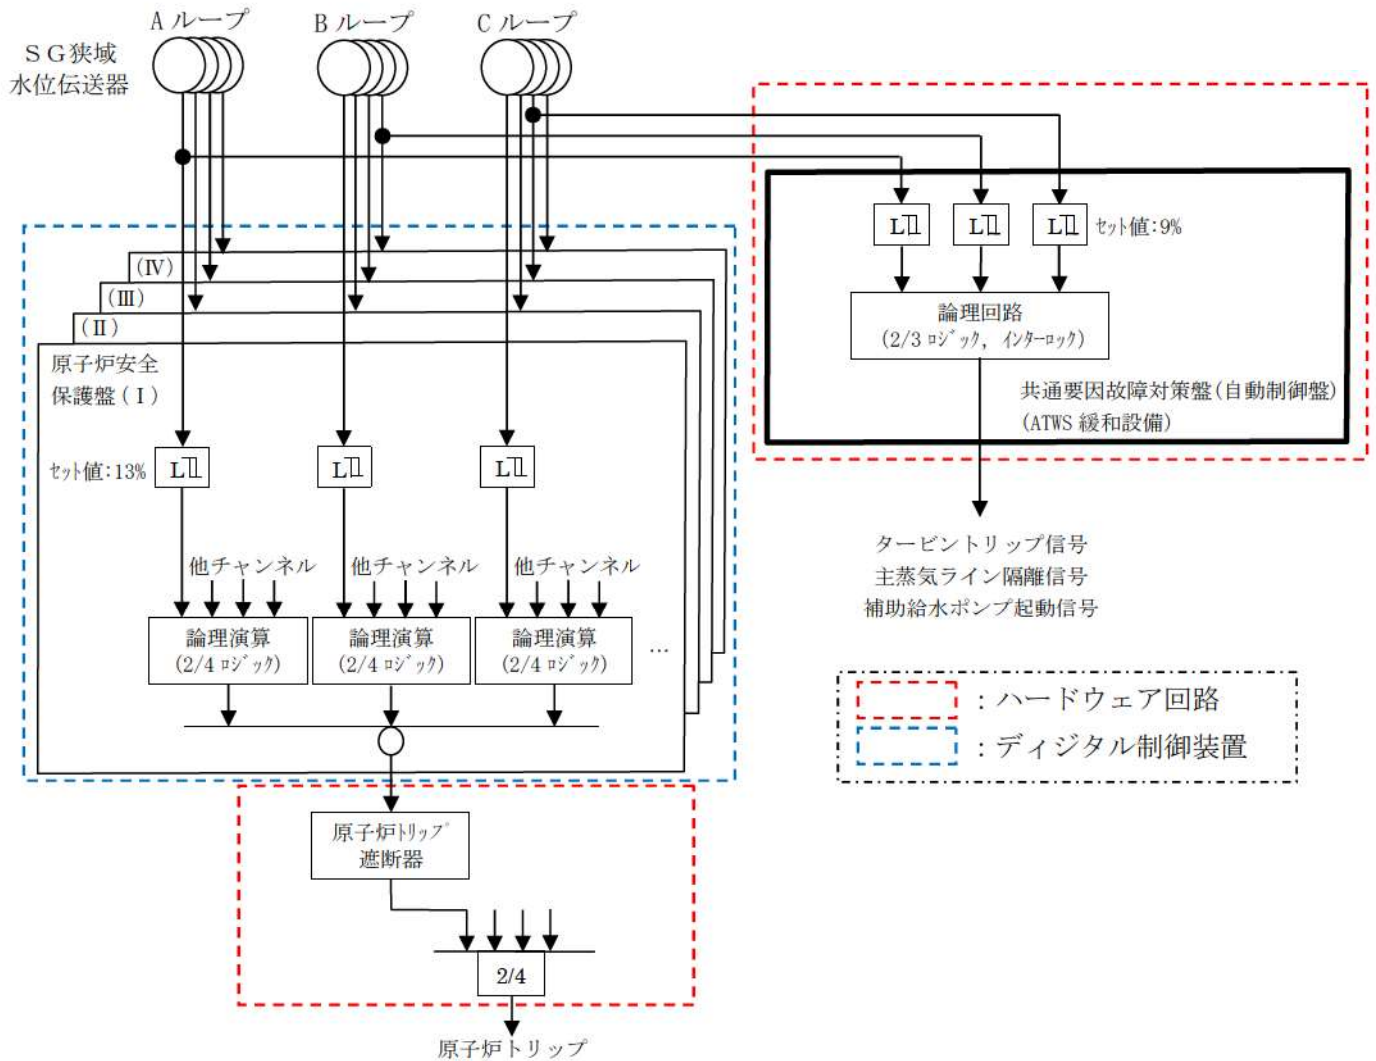 A ループ
B ループ
C ループ
SG狭域
水位伝送器
(Ⅳ)
(Ⅲ)
(Ⅱ)
原子炉安全
保護盤(Ⅰ)
セット値:13%
L
L
L
他チャンネル
他チャンネル
他チャンネル
論理演算
(2/4 ロジック)
論理演算
(2/4 ロジック)
論理演算
(2/4 ロジック)
…
原子炉トリップ
遮断器
2/4
原子炉トリップ
L
L
L
セット値:9%
論理回路
(2/3 ロジック, インターロック)
共通要因故障対策盤(自動制御盤)
(ATWS 緩和設備)
タービントリップ信号
主蒸気ライン隔離信号
補助給水ポンプ起動信号
:ハードウェア回路
:ディジタル制御装置